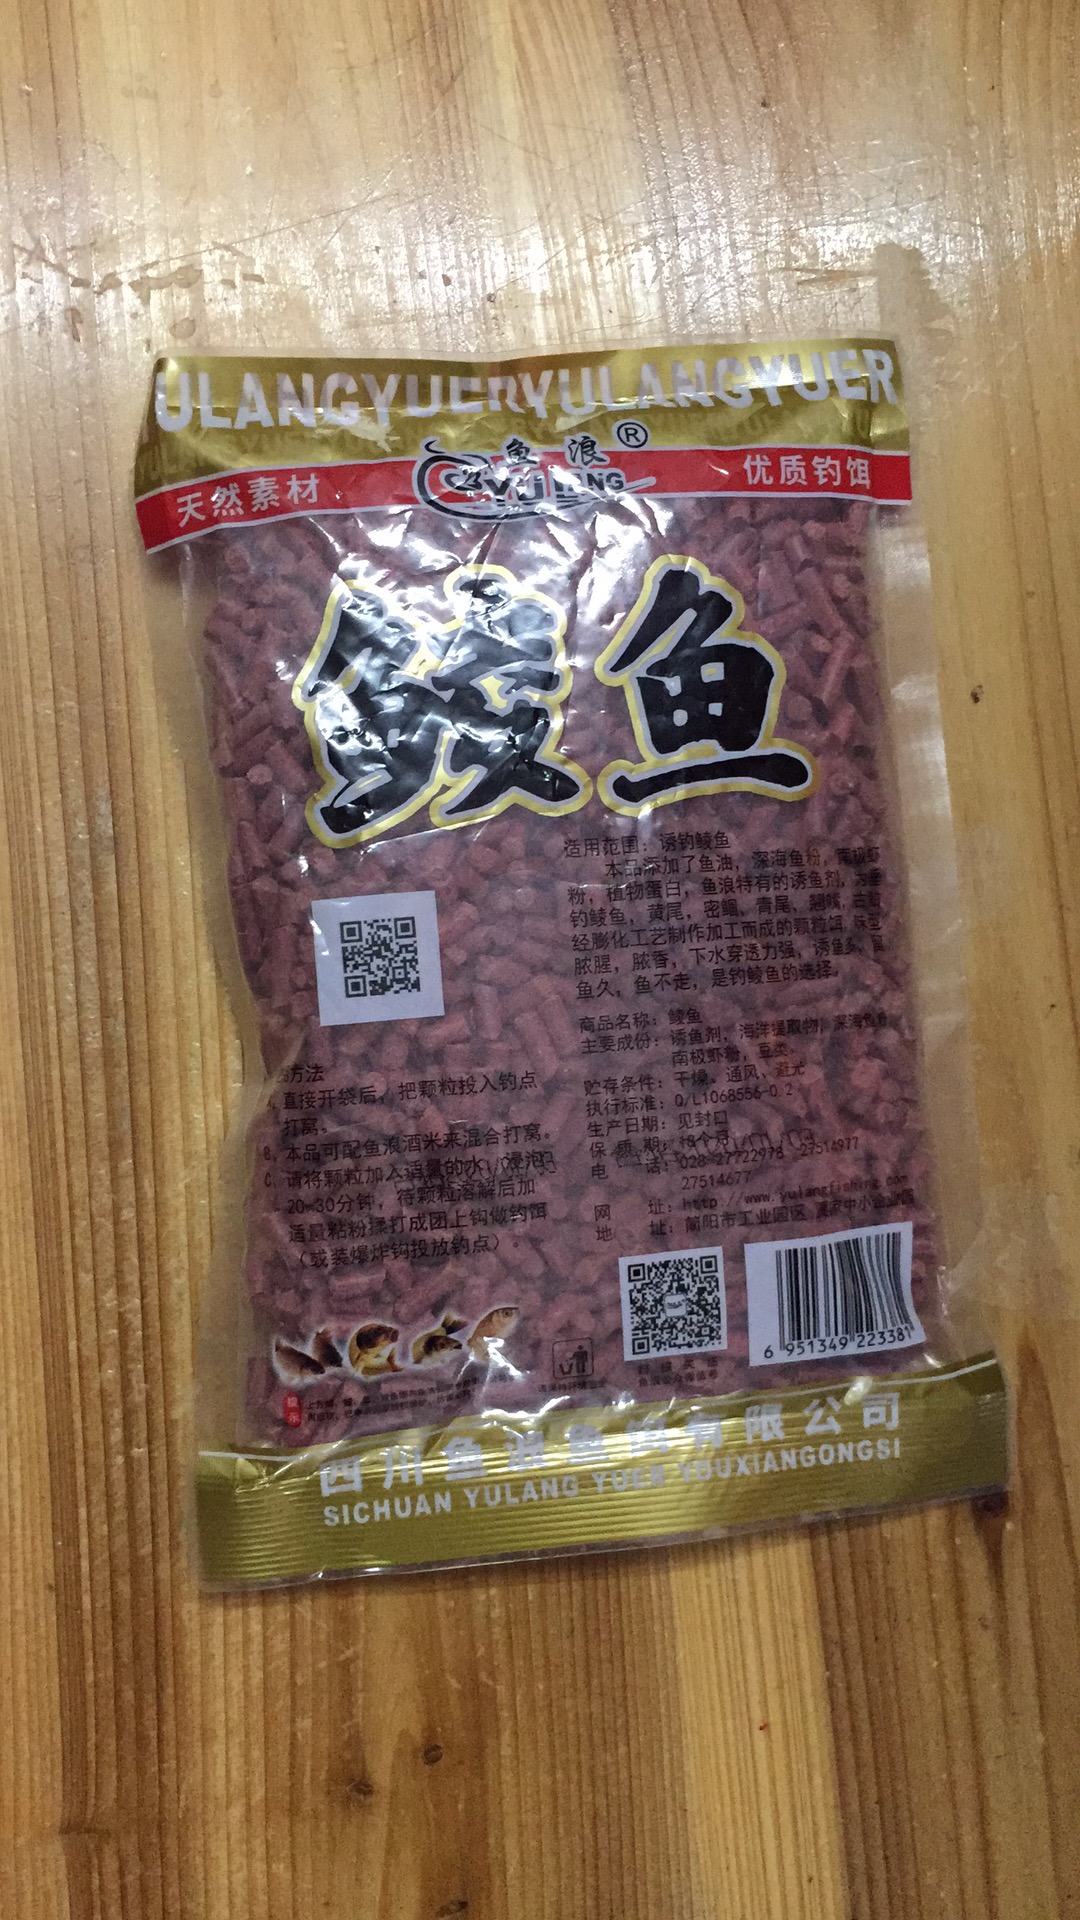 ULANGYUERYULANGYUER
鱼浪®
YULANG
天然素材
优质钓饵
鲮鱼
适用范围：诱钓鲮鱼
本品添加了鱼油，深海鱼粉，南极虾
粉，植物蛋白，鱼浪特有的诱鱼剂，
钓鲮鱼，黄尾，密鲴，青尾、翘嘴，
经膨化工艺制作加工而成的颗粒饵，味型
脓腥，脓香，下水穿透力强，诱鱼多、留
鱼久，鱼不走，是钓鲮鱼的选择。
商品名称：鲮鱼
主要成份：诱鱼剂，海洋提取物，深海鱼粉
南极虾粉，豆类。
贮存条件：干燥、通风、避光
执行标准：Q/L1068556-0.2
生产日期：见封口
保质期：18个月
电话：028-27722978 27514977
27514677
网址：http://www.yulangfishing.com
地址：简阳市工业园区
方法
A、直接开袋后，把颗粒投入钓点
打窝。
B、本品可配鱼浪酒米来混合打窝。
C、请将颗粒加入适量的水，浸泡
20-30分钟，待颗粒溶解后加
适量粘粉揉打成团上钩做钓饵
（或装爆炸钩投放钓点）。
6 951349 223381
提示
四川鱼浪鱼饵有限公司
SICHUAN YULANG YUER YOUXIANGONGSI